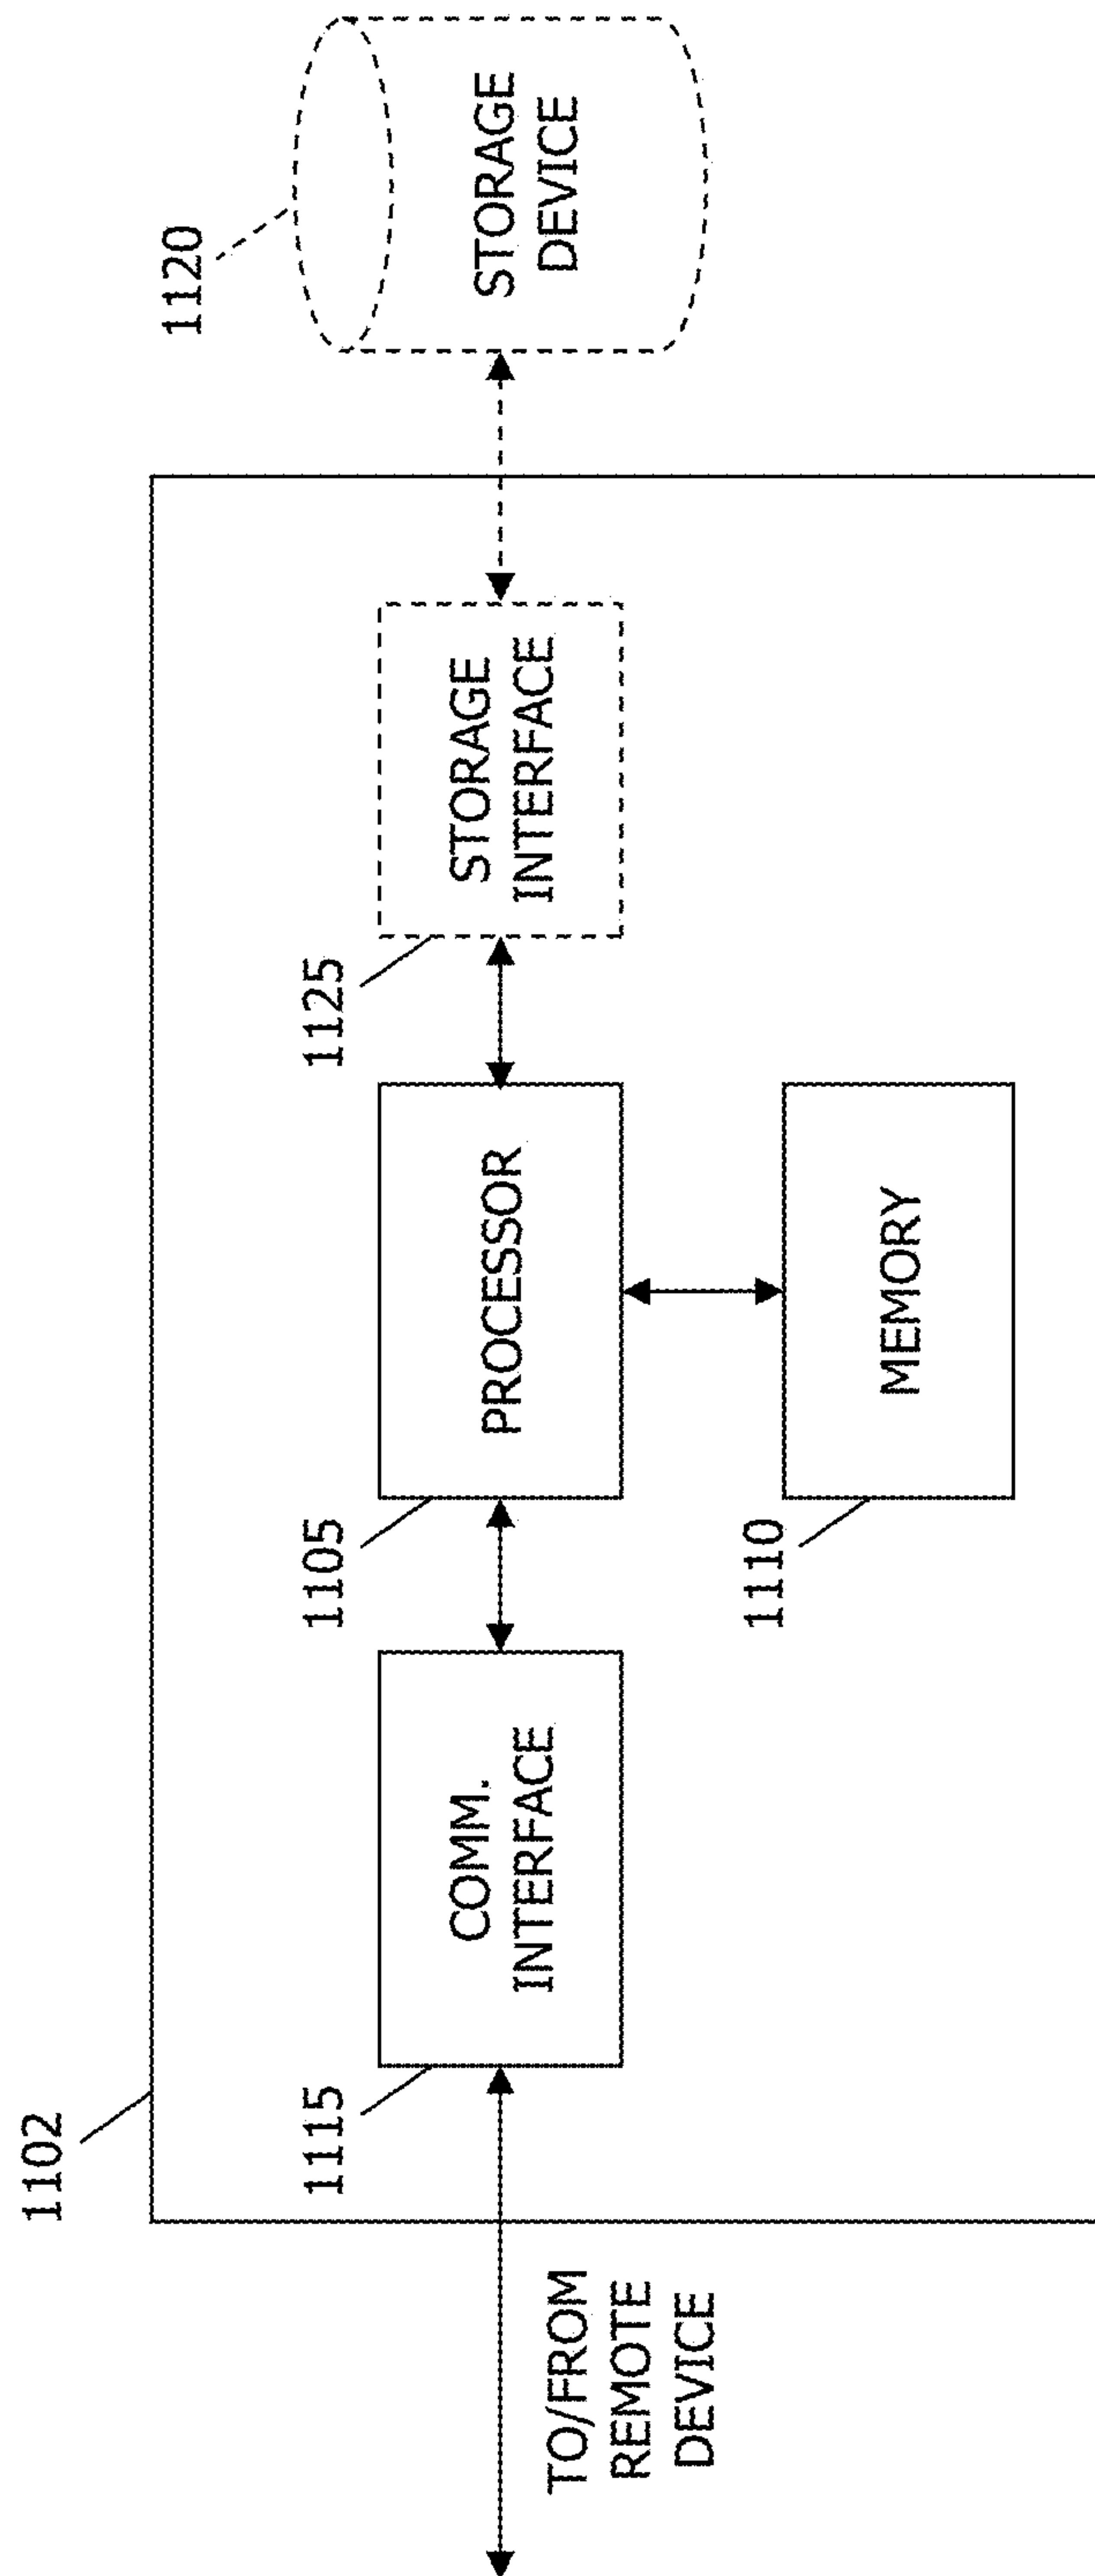 1102
1115
COMM.
INTERFACE
TO/FROM
REMOTE
DEVICE
1105
PROCESSOR
1110
MEMORY
1125
STORAGE
INTERFACE
1120
STORAGE
DEVICE